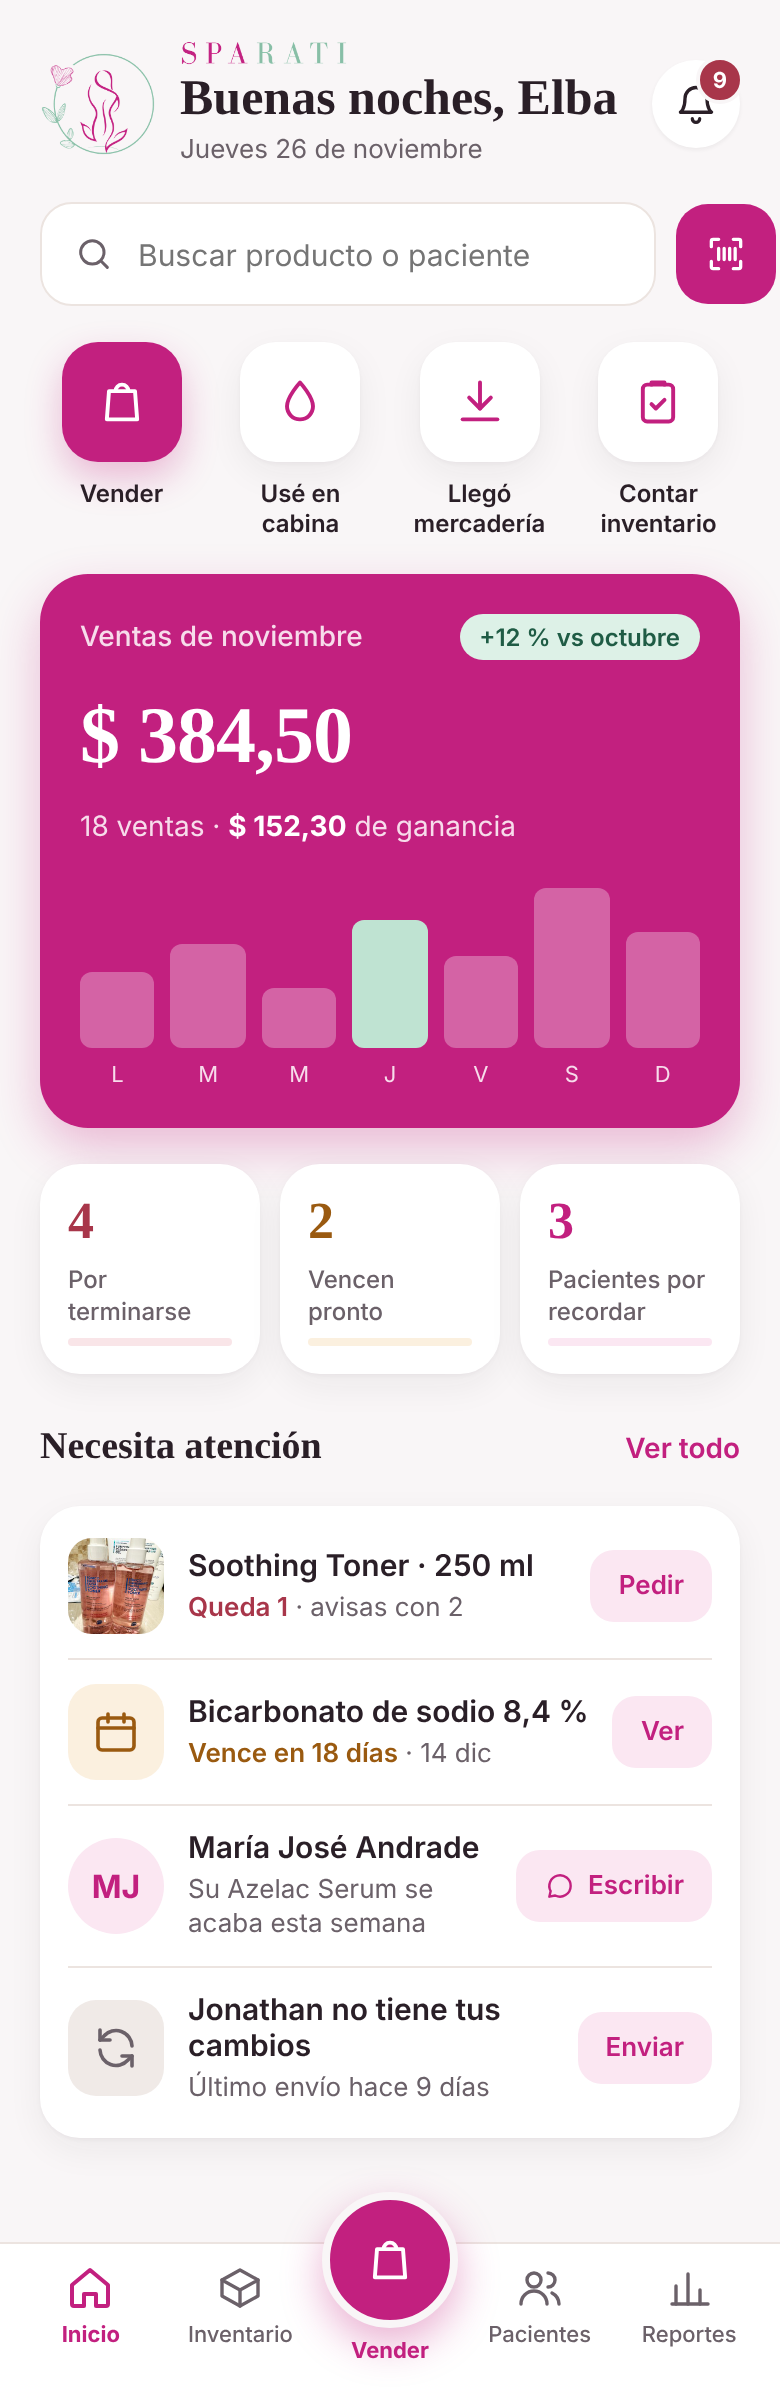 SPARATI
Buenas noches, Elba
9
Jueves 26 de noviembre
Buscar producto o paciente
Vender
Usé en
cabina
Llegó
mercadería
Contar
inventario
Ventas de noviembre
+12 % vs octubre
$ 384,50
18 ventas · $ 152,30 de ganancia
L M M J V S D
4
Por
terminarse
2
Vencen
pronto
3
Pacientes por
recordar
Necesita atención
Ver todo
Soothing Toner · 250 ml
Queda 1 · avisas con 2
Pedir
Bicarbonato de sodio 8,4 %
Vence en 18 días · 14 dic
Ver
MJ
María José Andrade
Su Azelac Serum se
acaba esta semana
Escribir
Jonathan no tiene tus
cambios
Último envío hace 9 días
Enviar
Inicio
Inventario
Vender
Pacientes
Reportes